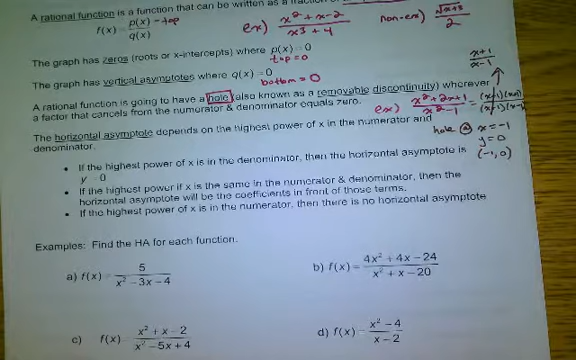 A rational function is a function that can be written as a fraction of
f(x) = p(x)/q(x) -top
ex) (x² + x - 2)/(x³ + 4) non-ex) √(x+3)/2
The graph has zeros (roots or x-intercepts) where p(x) = 0
top = 0
The graph has vertical asymptotes where q(x) = 0
bottom = 0
(x+1)/(x-1)
A rational function is going to have a hole (also known as a removable discontinuity) wherever
a factor that cancels from the numerator & denominator equals zero.
ex) (x² + 2x + 1)/(x² - 1) = (x+1)(x+1)/(x+1)(x-1)
The horizontal asymptote depends on the highest power of x in the numerator and
denominator.
hole @ x = -1
y = 0
(-1, 0)
• If the highest power of x is in the denominator, then the horizontal asymptote is
y = 0
• If the highest power if x is the same in the numerator & denominator, then the
horizontal asymptote will be the coefficients in front of those terms.
• If the highest power of x is in the numerator, then there is no horizontal asymptote
Examples: Find the HA for each function.
a) f(x) = 5/(x² - 3x - 4)
b) f(x) = (4x² + 4x - 24)/(x² + x - 20)
c) f(x) = (x² + x - 2)/(x² - 5x + 4)
d) f(x) = (x² - 4)/(x - 2)